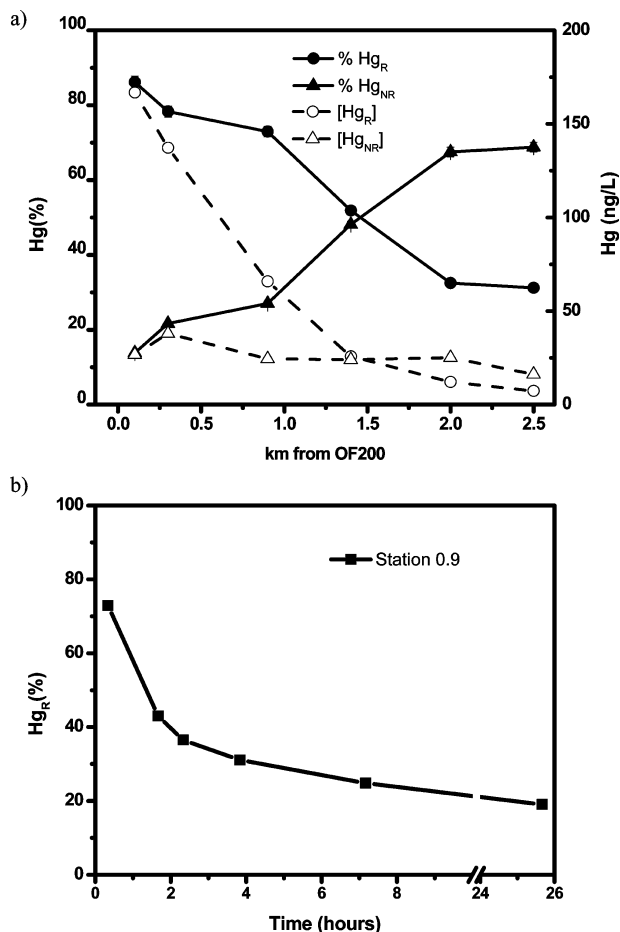 a)
100
80
60
40
20
0
Hg(%)
200
150
100
50
0
Hg (ng/L)
% HgR
% HgNR
[HgR]
[HgNR]
0.0 0.5 1.0 1.5 2.0 2.5
km from OF200
b)
100
80
60
40
20
0
HgR(%)
Station 0.9
0 2 4 6 8 24 26
Time (hours)